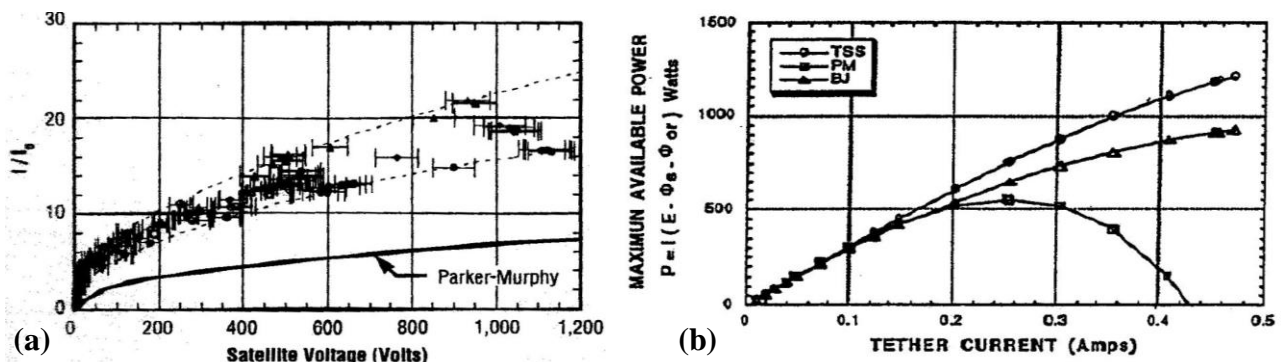 30
20
10
0
I/I₀
0 200 400 600 800 1,000 1,200
Satellite Voltage (Volts)
Parker-Murphy
(a)
1500
1000
500
0
MAXIMUN AVAILABLE POWER
P = I(E - Φs - Φor) Watts
TSS
PM
BJ
0 0.1 0.2 0.3 0.4 0.5
TETHER CURRENT (Amps)
(b)